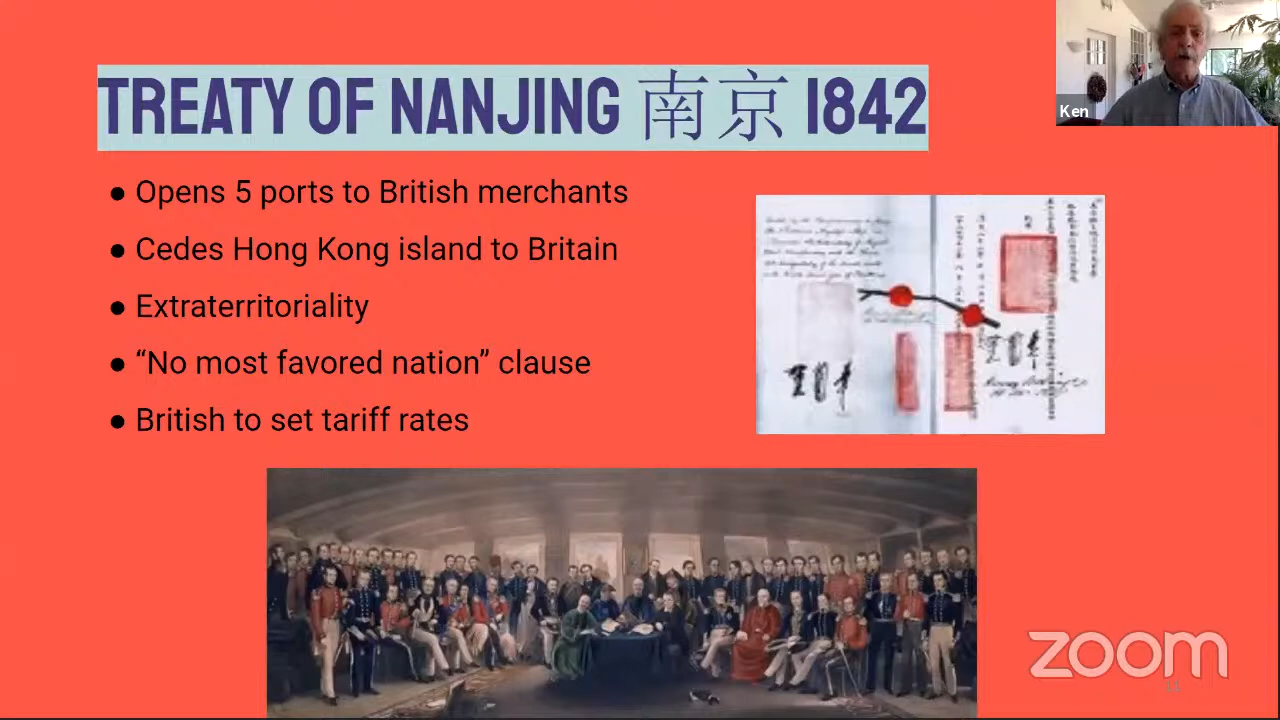 TREATY OF NANJING 南京 1842
Ken
● Opens 5 ports to British merchants
● Cedes Hong Kong island to Britain
● Extraterritoriality
● “No most favored nation” clause
● British to set tariff rates
zoom
11